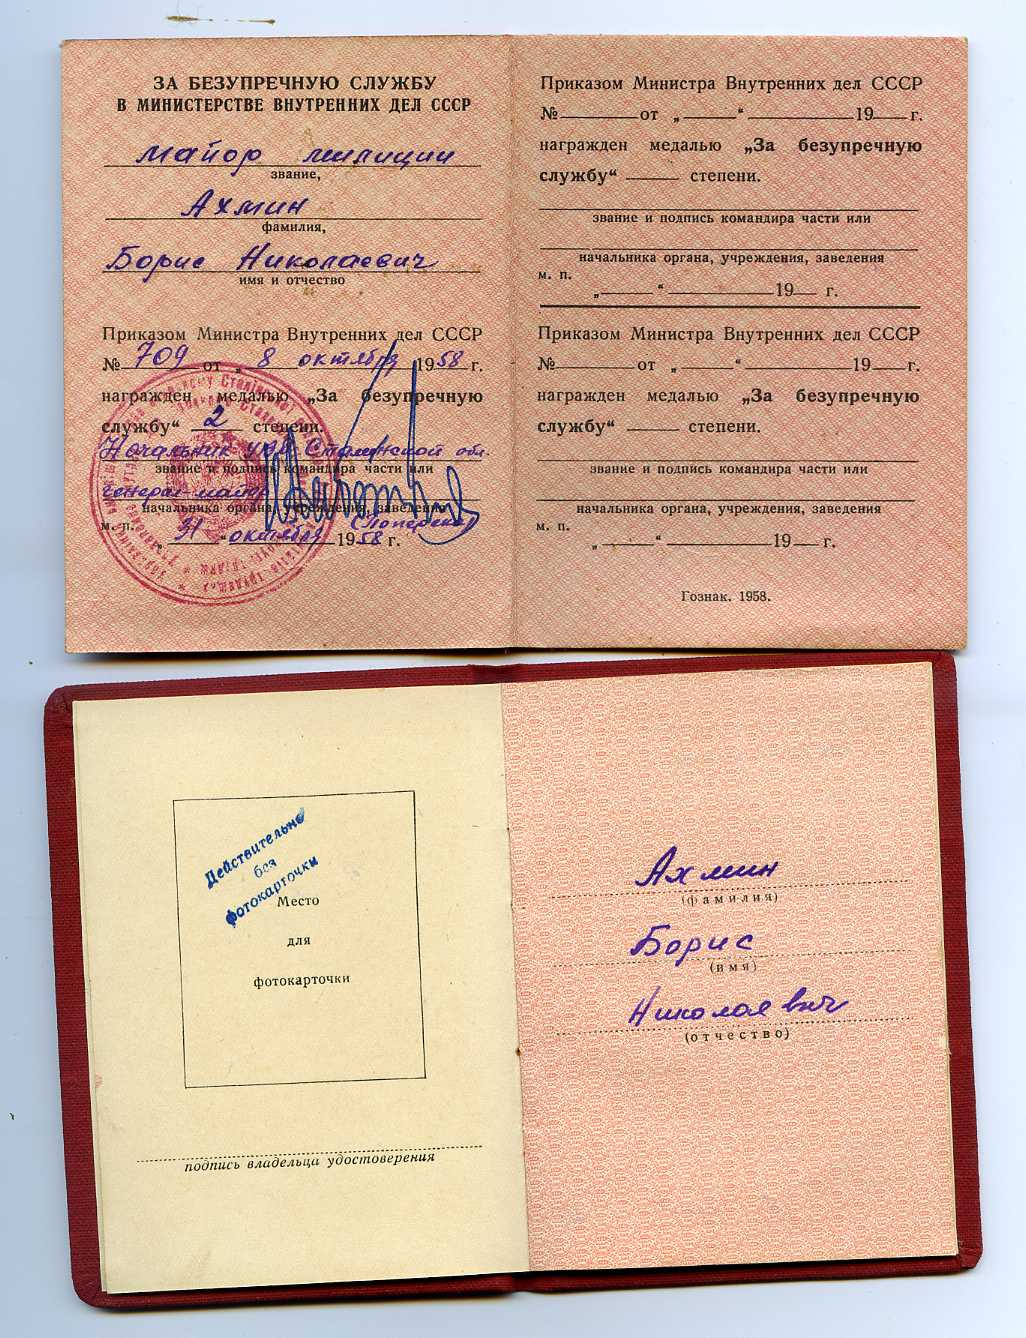 ЗА БЕЗУПРЕЧНУЮ СЛУЖБУ
В МИНИСТЕРСТВЕ ВНУТРЕННИХ ДЕЛ СССР
майор милиции
звание,
Ахмин
фамилия,
Борис Николаевич
имя и отчество
Приказом Министра Внутренних дел СССР
№ 709 от „ 8 октября 1958 г.
награжден медалью „За безупречную
службу“ 2 степени.
Начальник УВД Сталинской обл.
звание и подпись командира части или
генерал-майор
начальника органа, учреждения, заведения
м. п.
„31“ октября 1958 г.
Приказом Министра Внутренних дел СССР
№ от „ “ 19 г.
награжден медалью „За безупречную
службу“ степени.
звание и подпись командира части или
начальника органа, учреждения, заведения
м. п.
„ “ 19 г.
Приказом Министра Внутренних дел СССР
№ от „ “ 19 г.
награжден медалью „За безупречную
службу“ степени.
звание и подпись командира части или
начальника органа, учреждения, заведения
м. п.
„ “ 19 г.
Гознак. 1958.
Действительно
без
фотокарточки
Место
для
фотокарточки
подпись владельца удостоверения
Ахмин
(фамилия)
Борис
(имя)
Николаевич
(отчество)